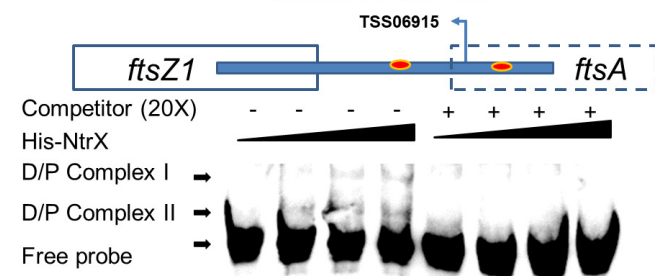 TSS06915
ftsZ1 ftsA
Competitor (20X) - - - - + + + +
His-NtrX
D/P Complex I
D/P Complex II
Free probe